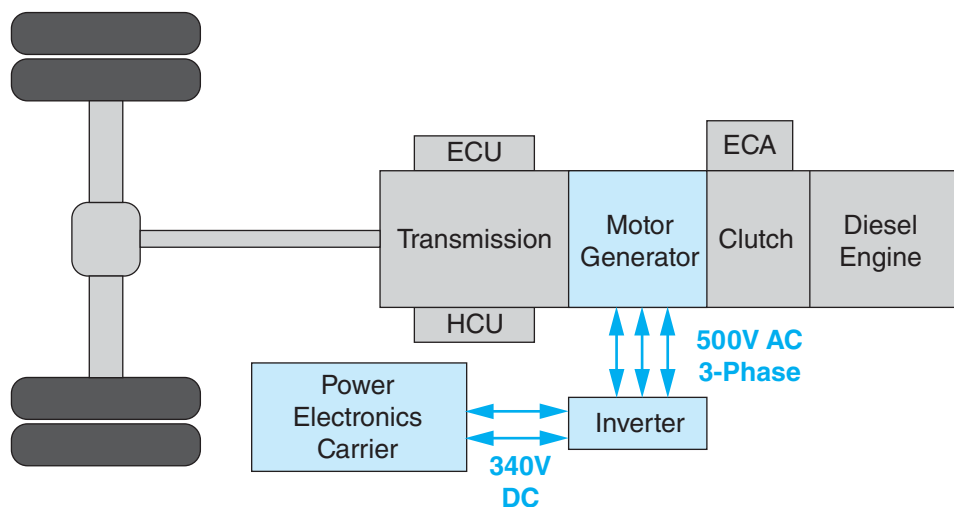 ECU
ECA
Transmission
Motor
Generator
Clutch
Diesel
Engine
HCU
500V AC
3-Phase
Power
Electronics
Carrier
Inverter
340V
DC